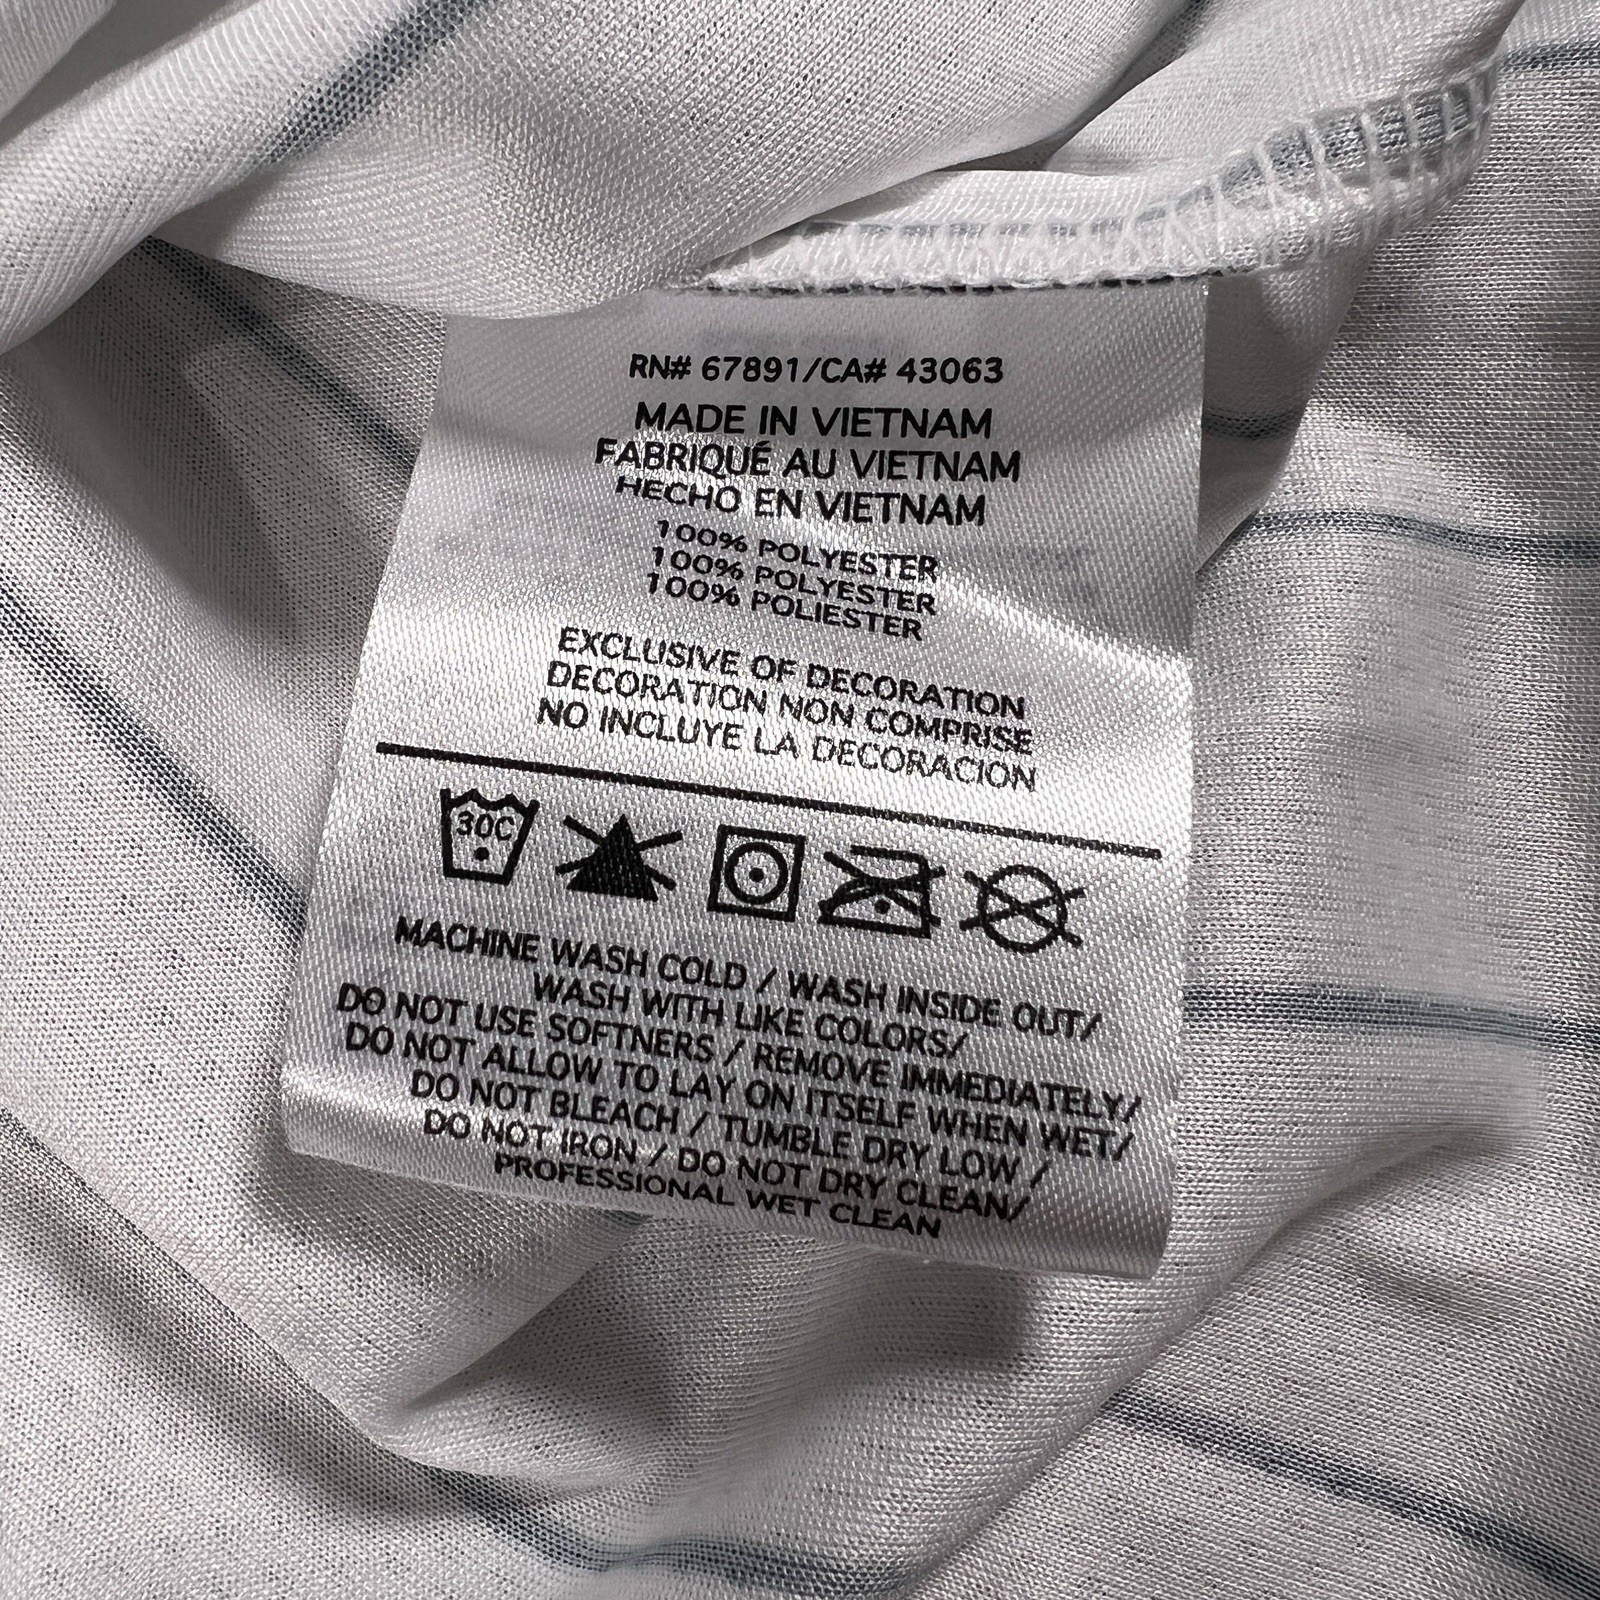 RN# 67891/CA# 43063
MADE IN VIETNAM
FABRIQUÉ AU VIETNAM
HECHO EN VIETNAM
100% POLYESTER
100% POLYESTER
100% POLIESTER
EXCLUSIVE OF DECORATION
DECORATION NON COMPRISE
NO INCLUYE LA DECORACION
30C
MACHINE WASH COLD / WASH INSIDE OUT/
WASH WITH LIKE COLORS/
DO NOT USE SOFTNERS / REMOVE IMMEDIATELY/
DO NOT ALLOW TO LAY ON ITSELF WHEN WET/
DO NOT BLEACH / TUMBLE DRY LOW /
DO NOT IRON / DO NOT DRY CLEAN/
PROFESSIONAL WET CLEAN